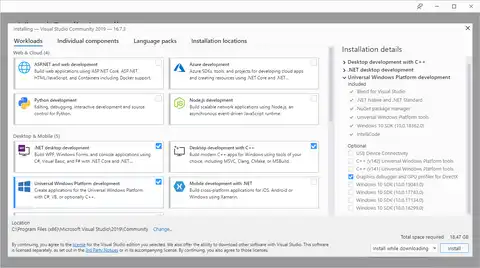 Installing — Visual Studio Community 2019 — 16.7.3
Workloads
Individual components
Language packs
Installation locations
Web & Cloud (4)
ASP.NET and web development
Build web applications using ASP.NET Core, ASP.NET, HTML/JavaScript, and Containers including Docker support.
Azure development
Azure SDKs, tools, and projects for developing cloud apps and creating resources using .NET Core and .NET...
Python development
Editing, debugging, interactive development and source control for Python.
Node.js development
Build scalable network applications using Node.js, an asynchronous event-driven JavaScript runtime.
Desktop & Mobile (5)
.NET desktop development
Build WPF, Windows Forms, and console applications using C#, Visual Basic, and F# with .NET Core and .NET...
Desktop development with C++
Build modern C++ apps for Windows using tools of your choice, including MSVC, Clang, CMake, or MSBuild.
Universal Windows Platform development
Create applications for the Universal Windows Platform with C#, VB, or optionally C++.
Mobile development with .NET
Build cross-platform applications for iOS, Android or Windows using Xamarin.
Installation details
Desktop development with C++
.NET desktop development
Universal Windows Platform development
Included
Blend for Visual Studio
.NET Native and .NET Standard
NuGet package manager
Universal Windows Platform tools
Windows 10 SDK (10.0.18362.0)
IntelliCode
Optional
USB Device Connectivity
C++ (v142) Universal Windows Platform tools
C++ (v141) Universal Windows Platform tools
Graphics debugger and GPU profiler for DirectX
Windows 10 SDK (10.0.19041.0)
Windows 10 SDK (10.0.17763.0)
Windows 10 SDK (10.0.17134.0)
Windows 10 SDK (10.0.16299.0)
Location
C:\Program Files (x86)\Microsoft Visual Studio\2019\Community
Change...
By continuing, you agree to the license for the Visual Studio edition you selected. We also offer the ability to download other software with Visual Studio. This software is licensed separately, as set out in the 3rd Party Notices or in its accompanying license. By continuing, you also agree to those licenses.
Total space required 18.47 GB
Install while downloading
Install